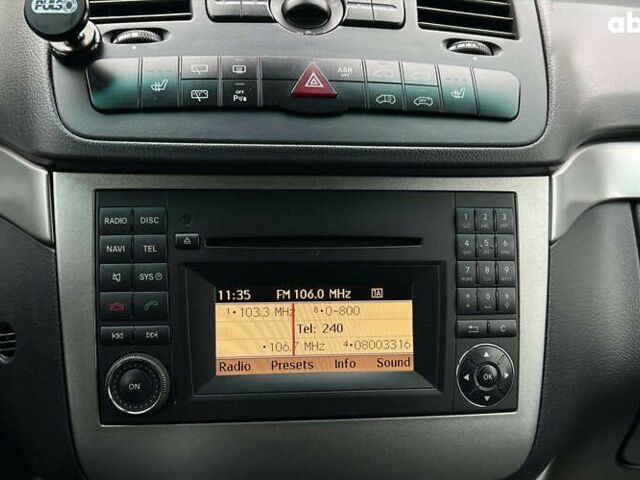 PULSO
ab
ASR
OFF
OFF
RADIO DISC
NAVI TEL
SYS
ON
11:35 FM 106.0 MHz TA
1 • 103.3 MHz 8 • 0-800
Tel: 240
• 106.7 MHz 4 • 08003316
Radio Presets Info Sound
1 2 ABC 3
4 5 6
7 8 9
* 0 #
C
OK